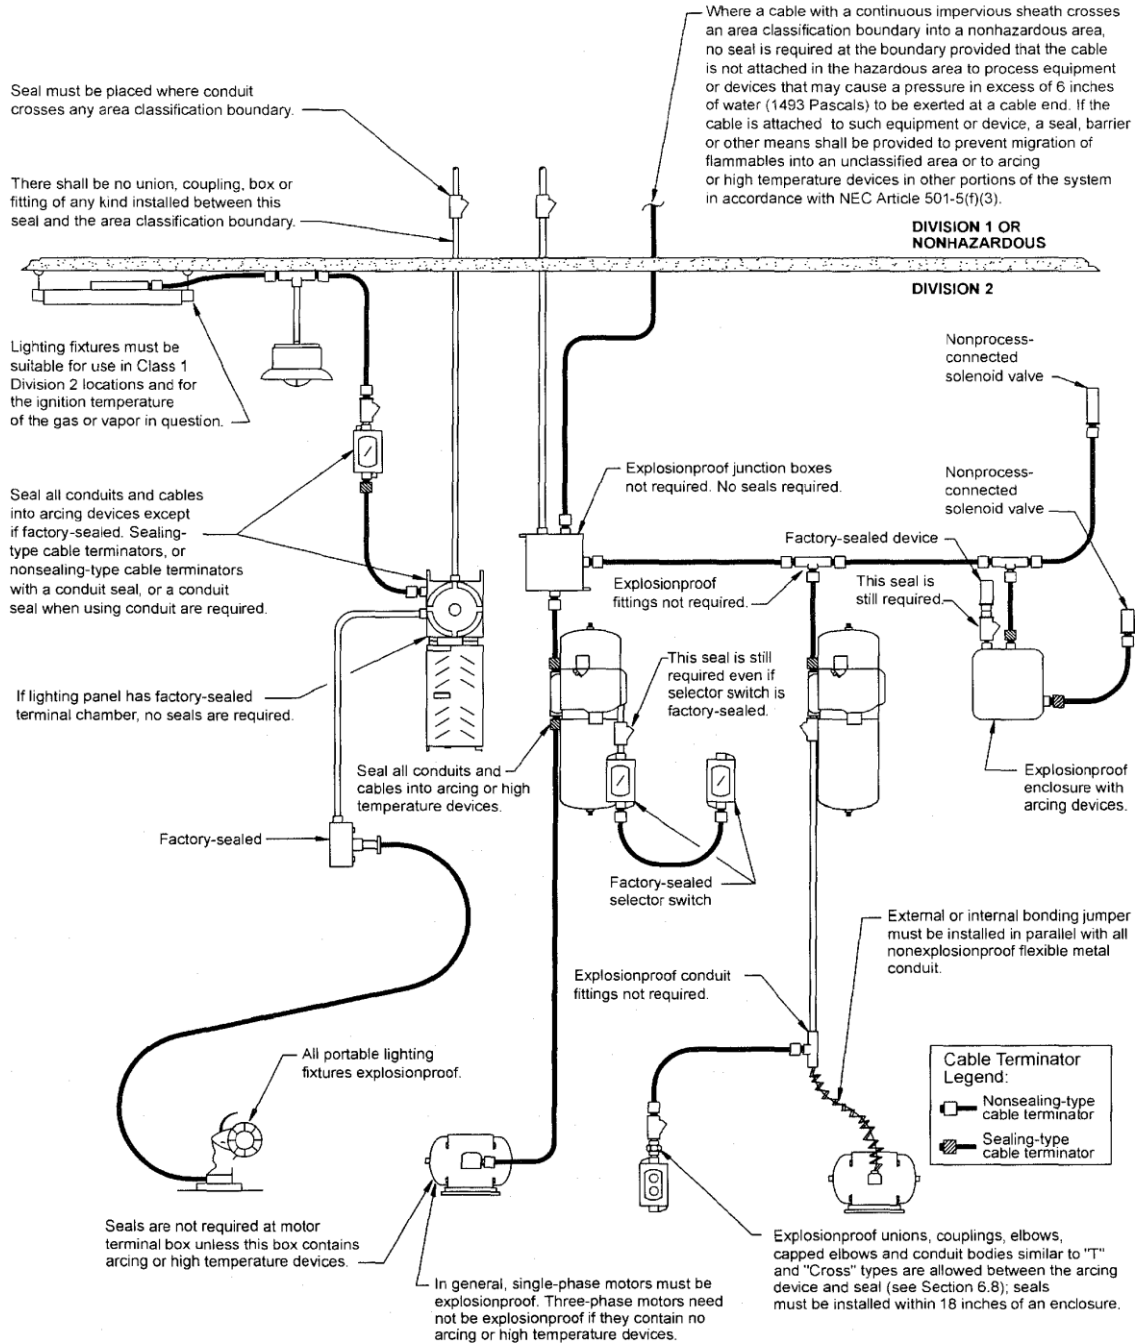 Where a cable with a continuous impervious sheath crosses
an area classification boundary into a nonhazardous area,
no seal is required at the boundary provided that the cable
is not attached in the hazardous area to process equipment
or devices that may cause a pressure in excess of 6 inches
of water (1493 Pascals) to be exerted at a cable end. If the
cable is attached to such equipment or device, a seal, barrier
or other means shall be provided to prevent migration of
flammables into an unclassified area or to arcing
or high temperature devices in other portions of the system
in accordance with NEC Article 501-5(f)(3).
Seal must be placed where conduit
crosses any area classification boundary.
There shall be no union, coupling, box or
fitting of any kind installed between this
seal and the area classification boundary.
DIVISION 1 OR
NONHAZARDOUS
DIVISION 2
Lighting fixtures must be
suitable for use in Class 1
Division 2 locations and for
the ignition temperature
of the gas or vapor in question.
Nonprocess-
connected
solenoid valve
Explosionproof junction boxes
not required. No seals required.
Nonprocess-
connected
solenoid valve
Seal all conduits and cables
into arcing devices except
if factory-sealed. Sealing-
type cable terminators, or
nonsealing-type cable terminators
with a conduit seal, or a conduit
seal when using conduit are required.
Factory-sealed device
Explosionproof
fittings not required.
This seal is
still required.
If lighting panel has factory-sealed
terminal chamber, no seals are required.
This seal is still
required even if
selector switch is
factory-sealed.
Seal all conduits and
cables into arcing or high
temperature devices.
Explosionproof
enclosure with
arcing devices.
Factory-sealed
Factory-sealed
selector switch
External or internal bonding jumper
must be installed in parallel with all
nonexplosionproof flexible metal
conduit.
Explosionproof conduit
fittings not required.
All portable lighting
fixtures explosionproof.
Cable Terminator
Legend:
Nonsealing-type
cable terminator
Sealing-type
cable terminator
Seals are not required at motor
terminal box unless this box contains
arcing or high temperature devices.
In general, single-phase motors must be
explosionproof. Three-phase motors need
not be explosionproof if they contain no
arcing or high temperature devices.
Explosionproof unions, couplings, elbows,
capped elbows and conduit bodies similar to "T"
and "Cross" types are allowed between the arcing
device and seal (see Section 6.8); seals
must be installed within 18 inches of an enclosure.